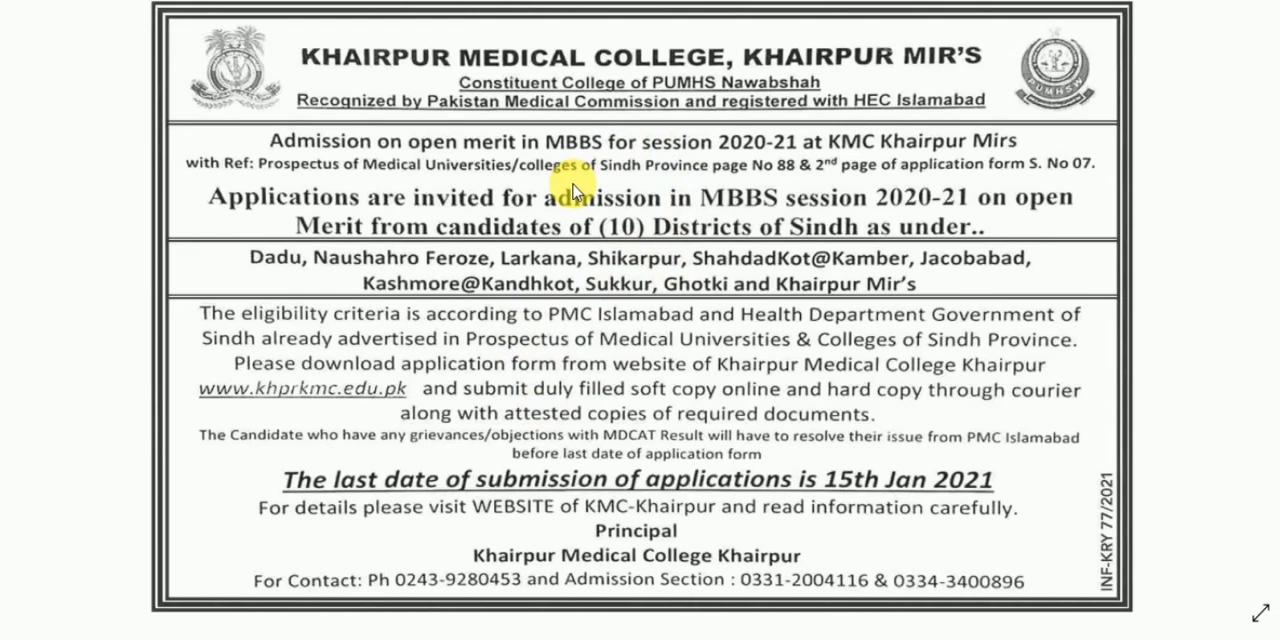 KHAIRPUR MEDICAL COLLEGE, KHAIRPUR MIR'S
Constituent College of PUMHS Nawabshah
Recognized by Pakistan Medical Commission and registered with HEC Islamabad
PUMHSW
Admission on open merit in MBBS for session 2020-21 at KMC Khairpur Mirs
with Ref: Prospectus of Medical Universities/colleges of Sindh Province page No 88 & 2nd page of application form S. No 07.
Applications are invited for admission in MBBS session 2020-21 on open
Merit from candidates of (10) Districts of Sindh as under..
Dadu, Naushahro Feroze, Larkana, Shikarpur, ShahdadKot@Kamber, Jacobabad,
Kashmore@Kandhkot, Sukkur, Ghotki and Khairpur Mir's
The eligibility criteria is according to PMC Islamabad and Health Department Government of
Sindh already advertised in Prospectus of Medical Universities & Colleges of Sindh Province.
Please download application form from website of Khairpur Medical College Khairpur
www.khprkmc.edu.pk and submit duly filled soft copy online and hard copy through courier
along with attested copies of required documents.
The Candidate who have any grievances/objections with MDCAT Result will have to resolve their issue from PMC Islamabad
before last date of application form
The last date of submission of applications is 15th Jan 2021
For details please visit WEBSITE of KMC-Khairpur and read information carefully.
Principal
Khairpur Medical College Khairpur
For Contact: Ph 0243-9280453 and Admission Section : 0331-2004116 & 0334-3400896
INF-KRY 77/2021